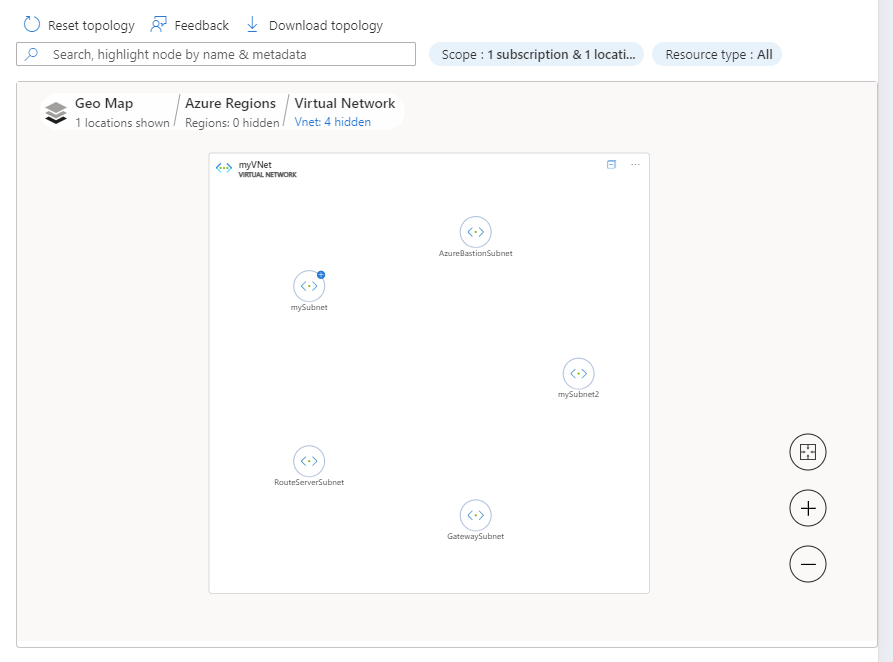 Reset topology Feedback Download topology
Search, highlight node by name & metadata
Scope : 1 subscription & 1 locati... Resource type : All
Geo Map Azure Regions Virtual Network
1 locations shown Regions: 0 hidden Vnet: 4 hidden
myVNet
VIRTUAL NETWORK
AzureBastionSubnet
mySubnet
mySubnet2
RouteServerSubnet
GatewaySubnet